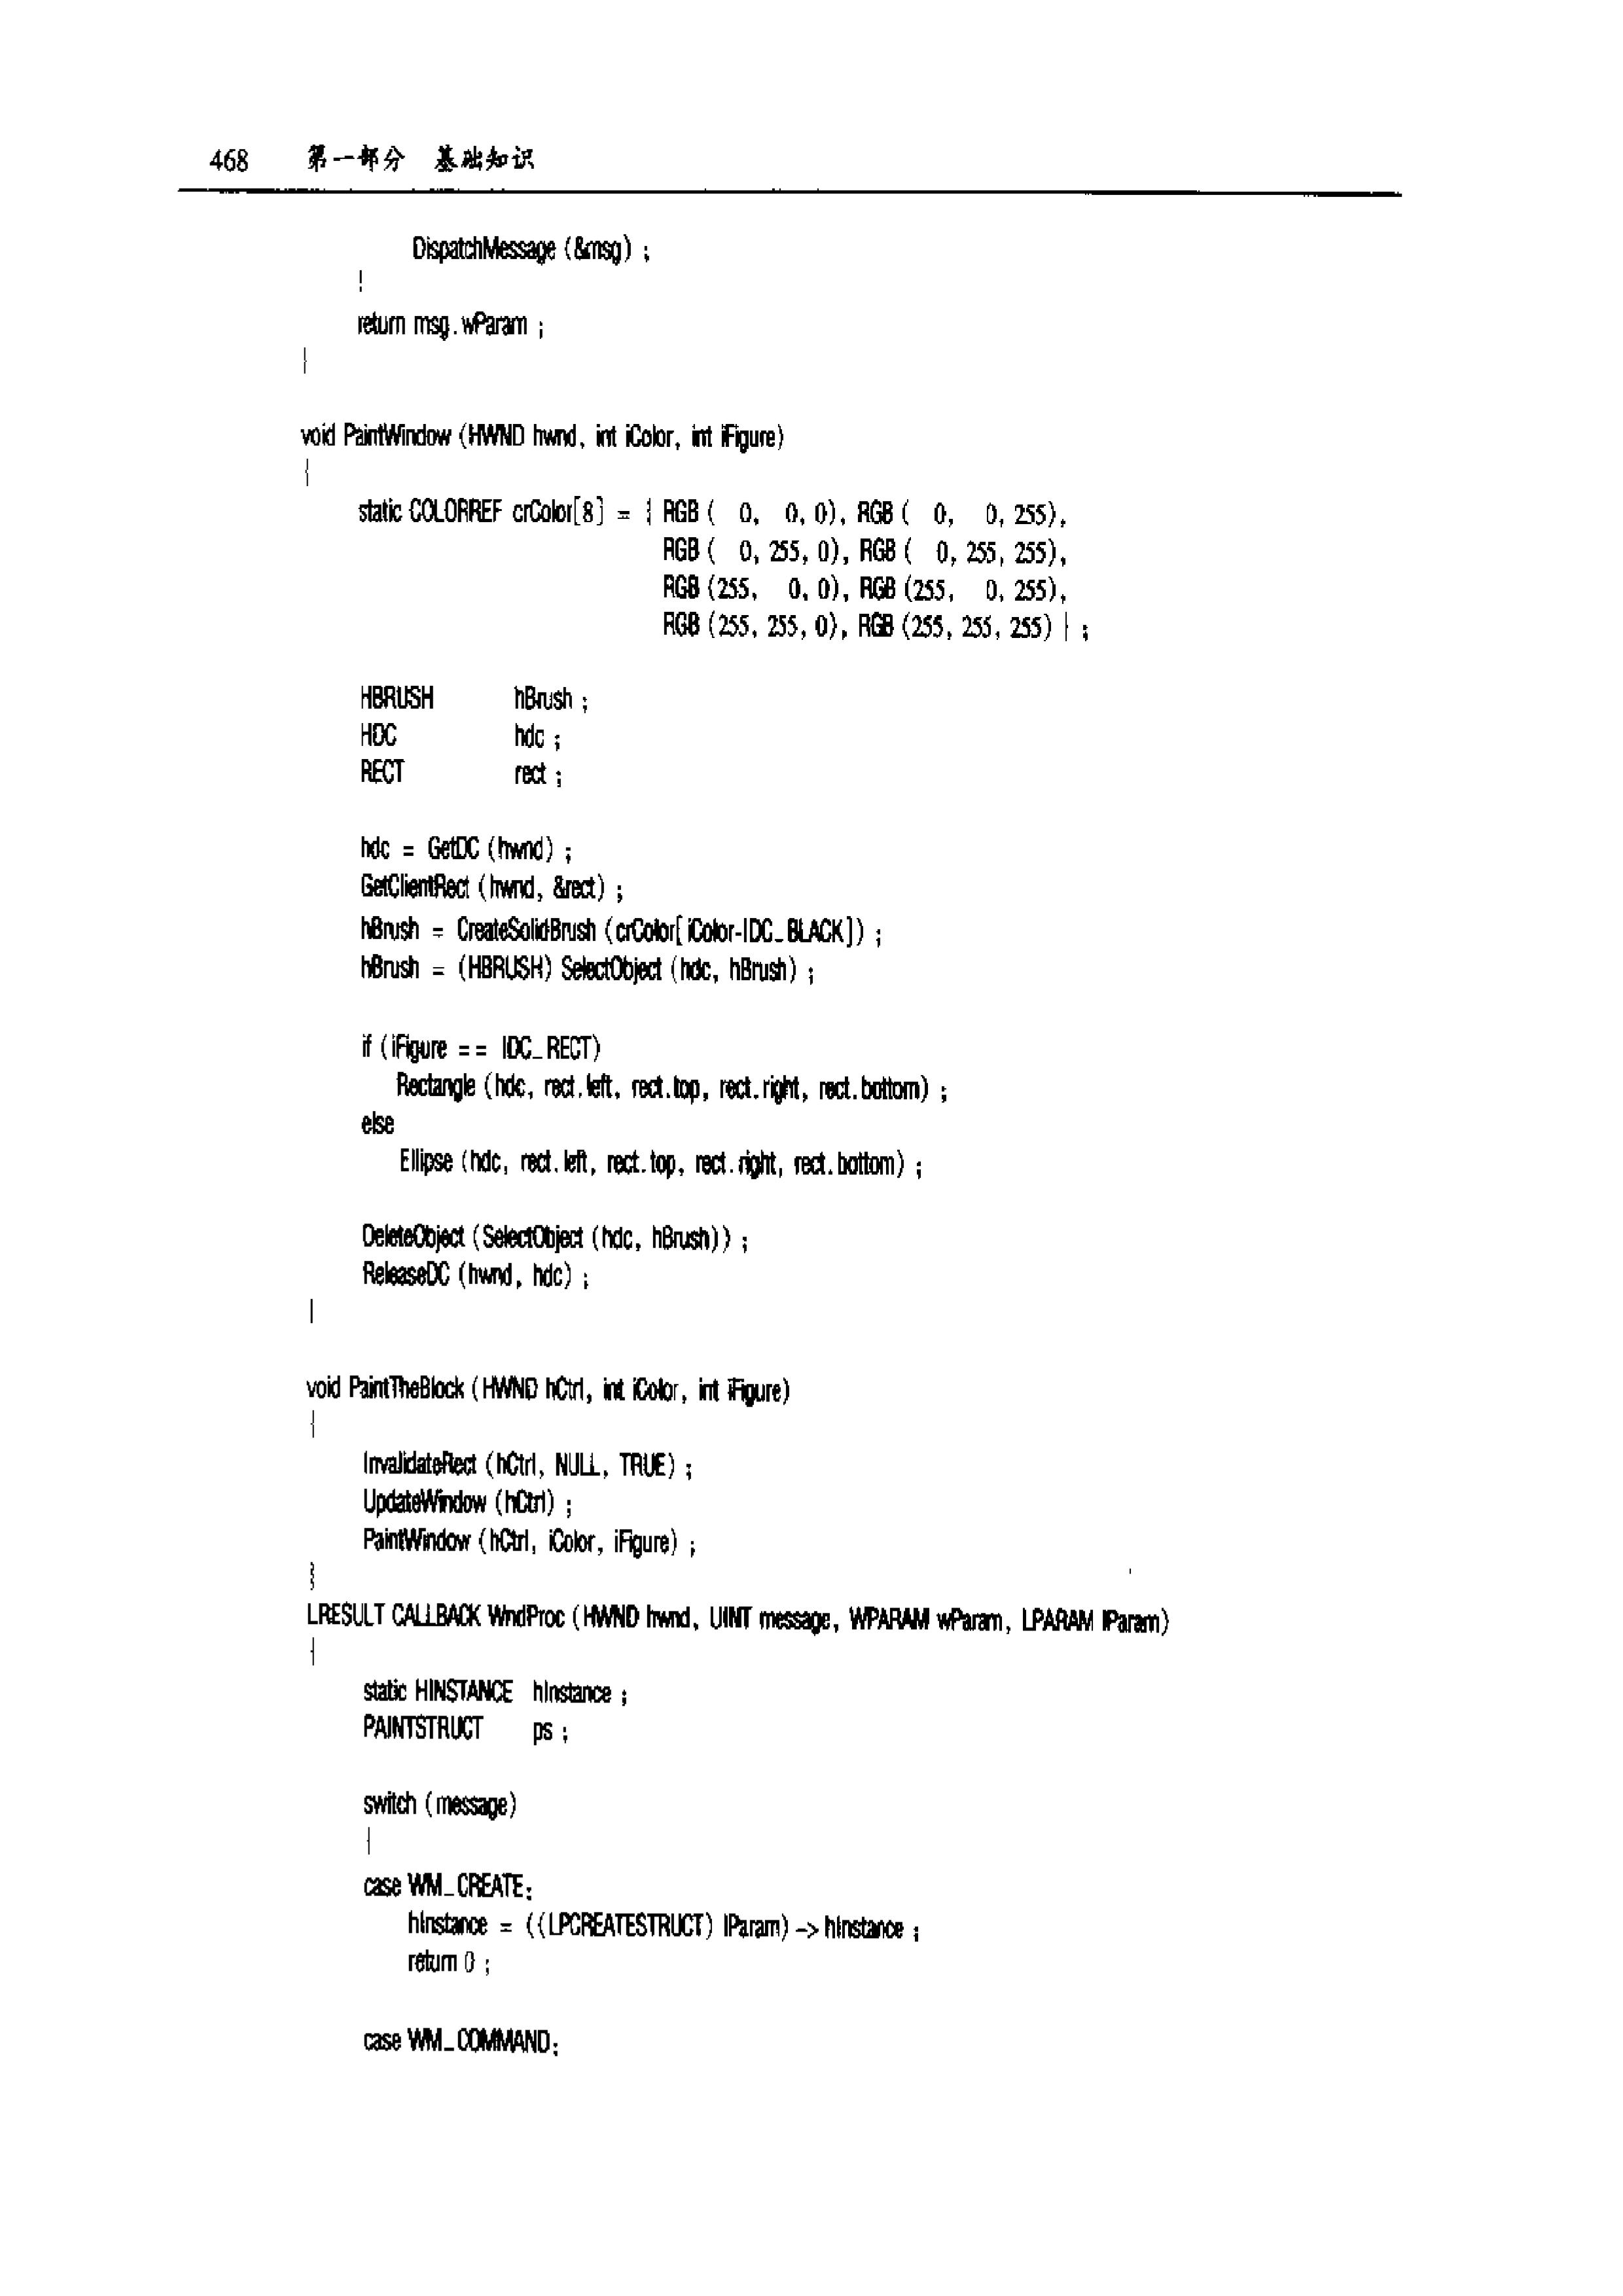 468 第一部分 基础知识
DispatchMessage (&msg) ;
}
return msg.wParam ;
}
void PaintWindow (HWND hwnd, int iColor, int iFigure)
{
static COLORREF crColor[8] = { RGB ( 0, 0, 0), RGB ( 0, 0, 255),
RGB ( 0, 255, 0), RGB ( 0, 255, 255),
RGB (255, 0, 0), RGB (255, 0, 255),
RGB (255, 255, 0), RGB (255, 255, 255) } ;
HBRUSH hBrush ;
HDC hdc ;
RECT rect ;
hdc = GetDC (hwnd) ;
GetClientRect (hwnd, &rect) ;
hBrush = CreateSolidBrush (crColor[iColor-IDC_BLACK]) ;
hBrush = (HBRUSH) SelectObject (hdc, hBrush) ;
if (iFigure == IDC_RECT)
Rectangle (hdc, rect.left, rect.top, rect.right, rect.bottom) ;
else
Ellipse (hdc, rect.left, rect.top, rect.right, rect.bottom) ;
DeleteObject (SelectObject (hdc, hBrush)) ;
ReleaseDC (hwnd, hdc) ;
}
void PaintTheBlock (HWND hCtrl, int iColor, int iFigure)
{
InvalidateRect (hCtrl, NULL, TRUE) ;
UpdateWindow (hCtrl) ;
PaintWindow (hCtrl, iColor, iFigure) ;
}
LRESULT CALLBACK WndProc (HWND hwnd, UINT message, WPARAM wParam, LPARAM lParam)
{
static HINSTANCE hInstance ;
PAINTSTRUCT ps ;
switch (message)
{
case WM_CREATE:
hInstance = ((LPCREATESTRUCT) lParam) -> hInstance ;
return 0 ;
case WM_COMMAND: